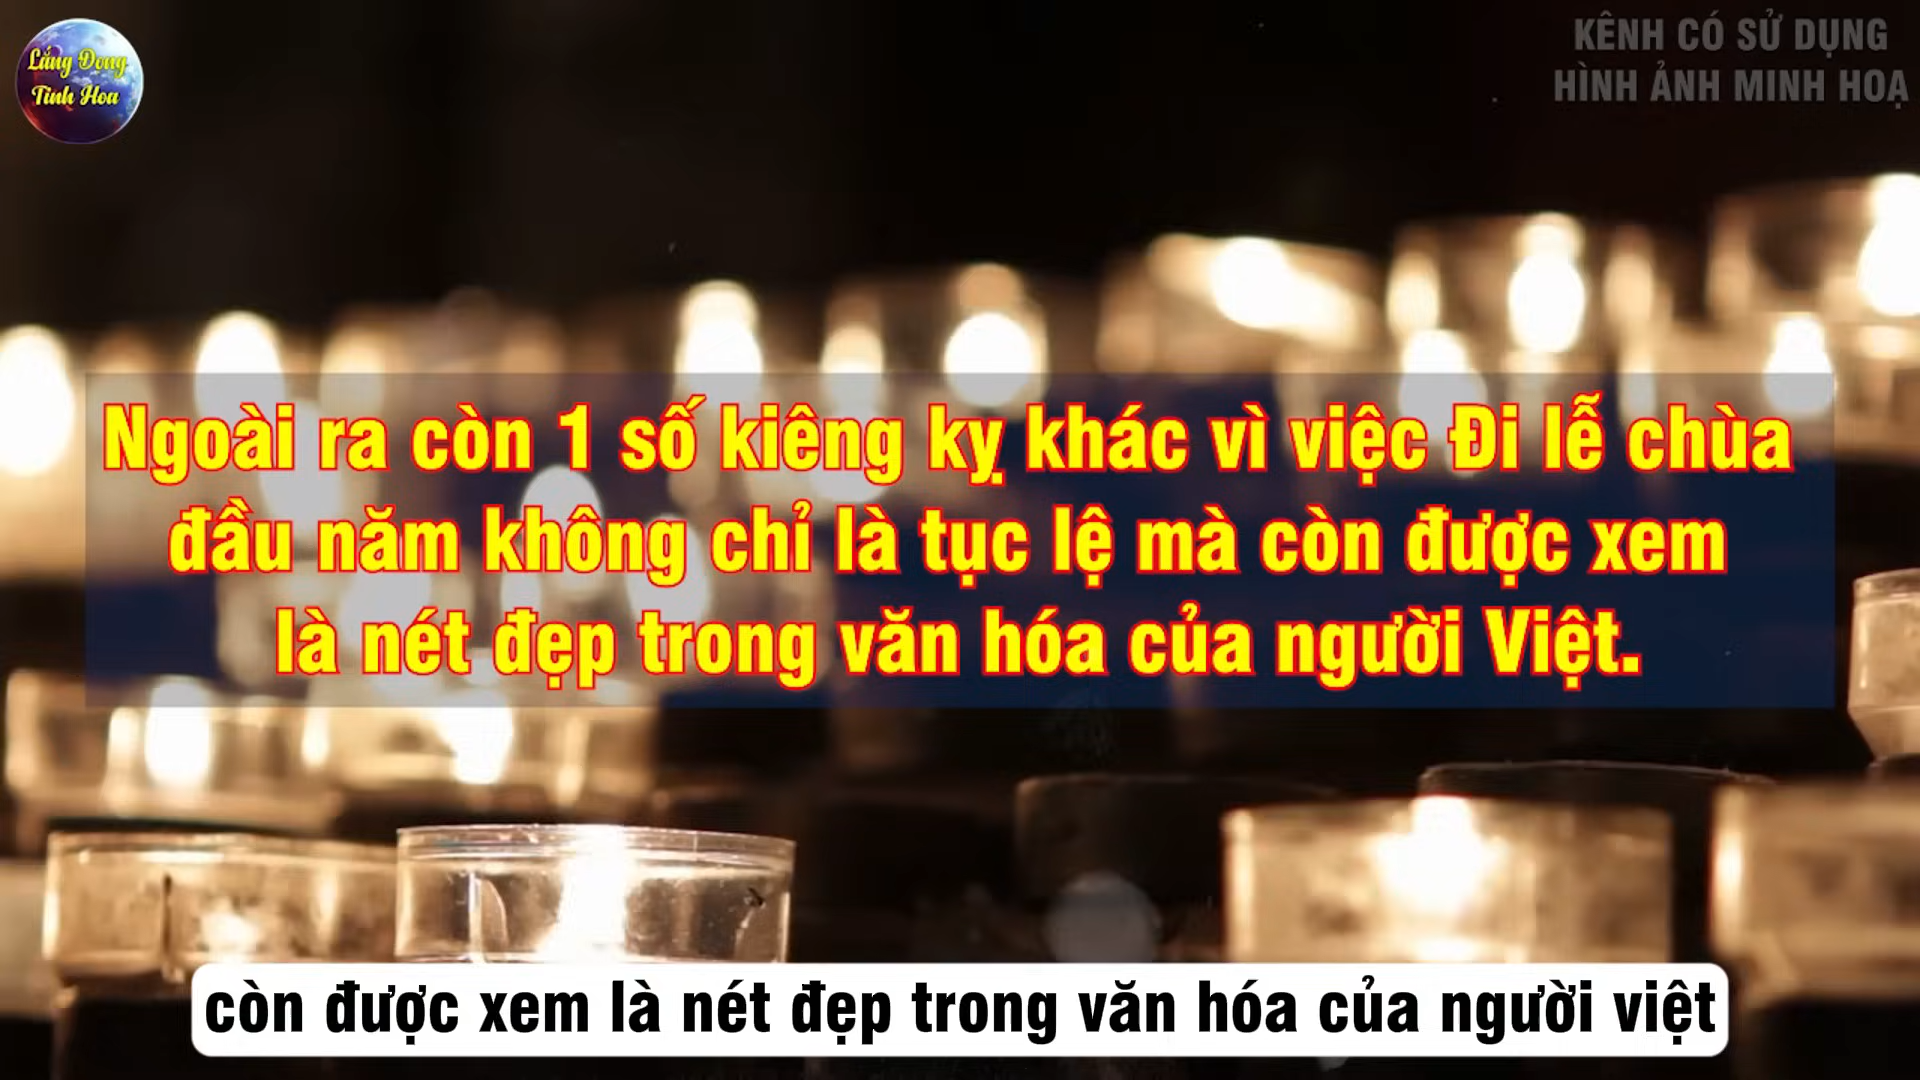 Lắng Đọng
Tinh Hoa
KÊNH CÓ SỬ DỤNG
HÌNH ẢNH MINH HOẠ
Ngoài ra còn 1 số kiêng kỵ khác vì việc Đi lễ chùa
đầu năm không chỉ là tục lệ mà còn được xem
là nét đẹp trong văn hóa của người Việt.
còn được xem là nét đẹp trong văn hóa của người việt